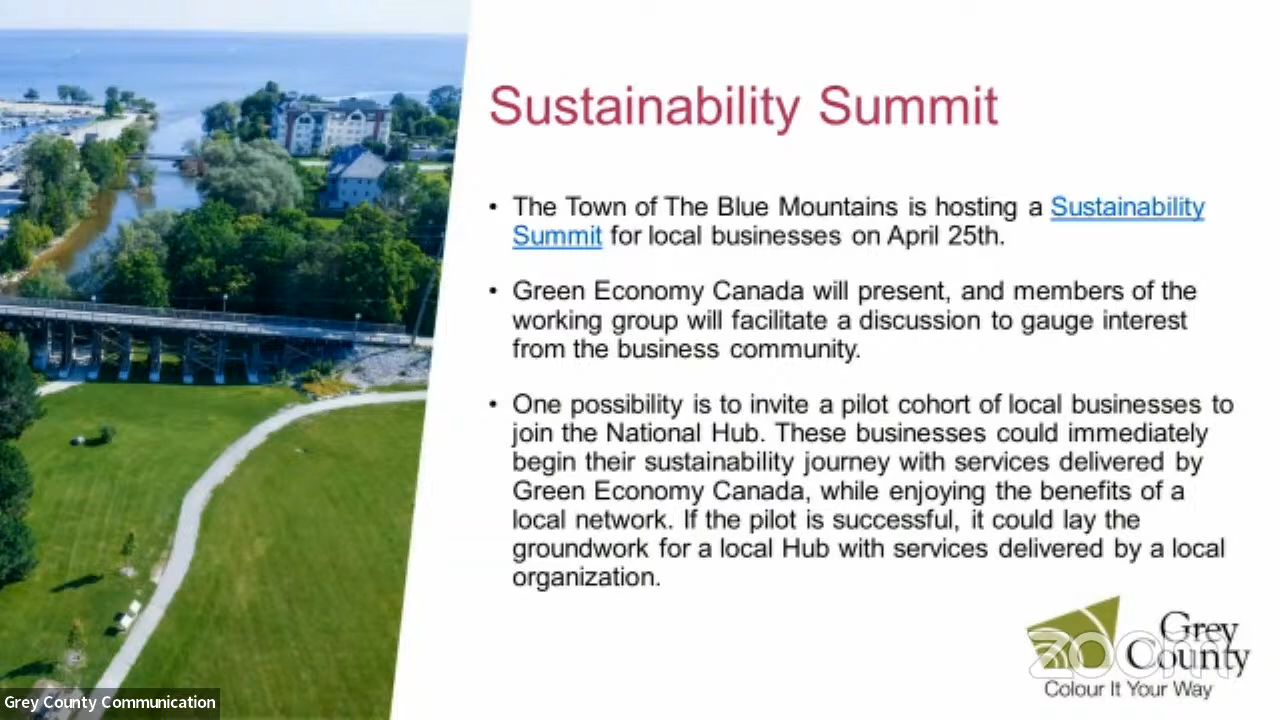 Sustainability Summit
• The Town of The Blue Mountains is hosting a Sustainability
Summit for local businesses on April 25th.
• Green Economy Canada will present, and members of the
working group will facilitate a discussion to gauge interest
from the business community.
• One possibility is to invite a pilot cohort of local businesses to
join the National Hub. These businesses could immediately
begin their sustainability journey with services delivered by
Green Economy Canada, while enjoying the benefits of a
local network. If the pilot is successful, it could lay the
groundwork for a local Hub with services delivered by a local
organization.
Grey
zoom
County
Colour It Your Way
Grey County Communication